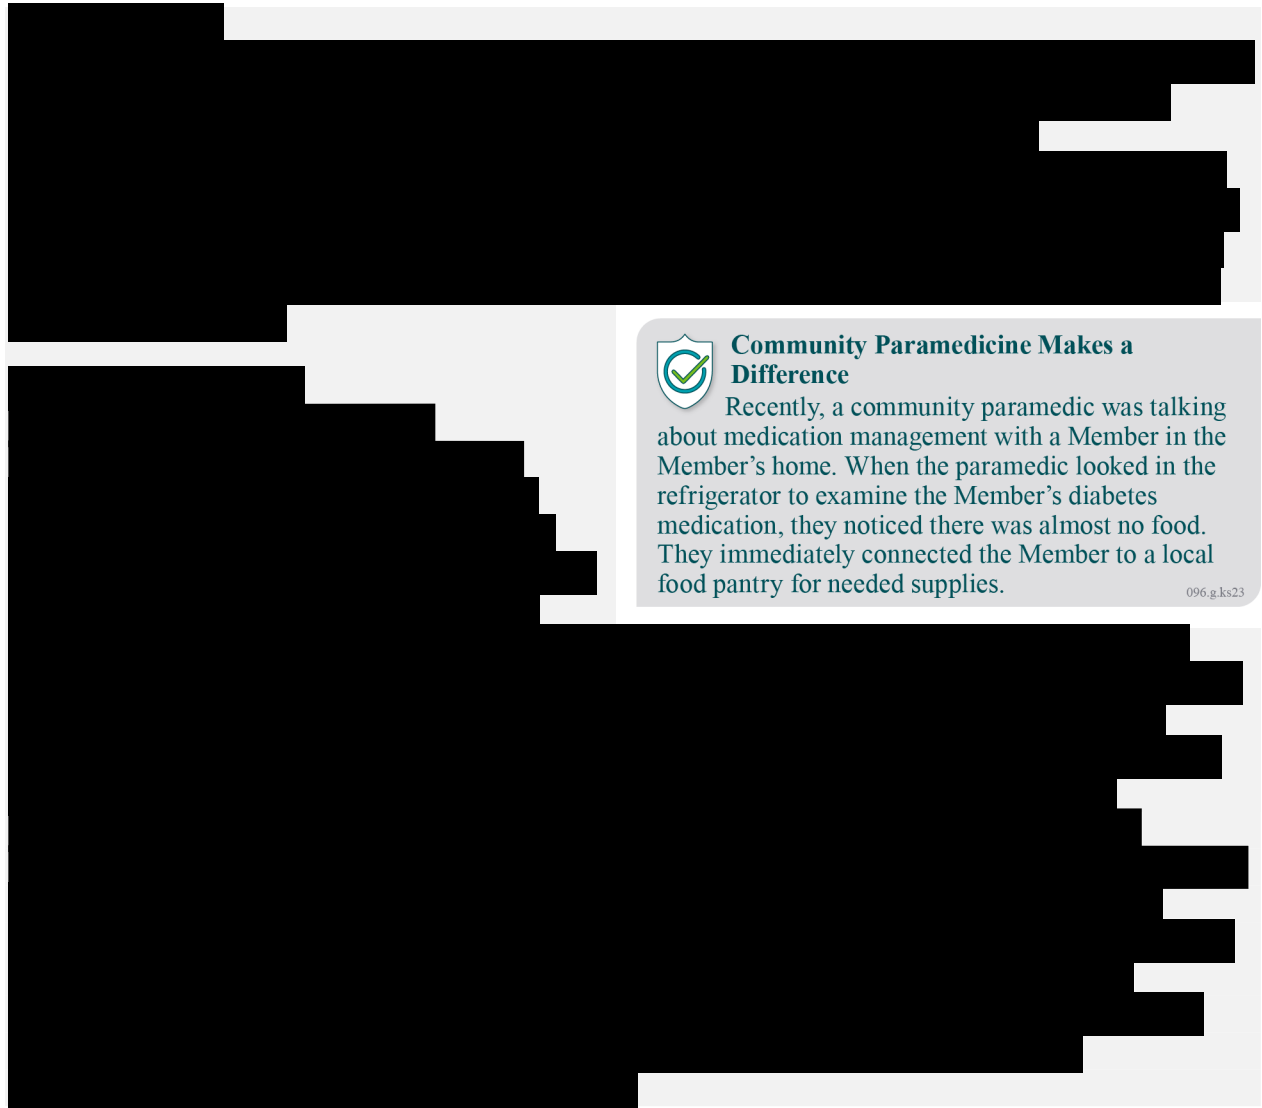 Community Paramedicine Makes a
Difference
Recently, a community paramedic was talking
about medication management with a Member in the
Member’s home. When the paramedic looked in the
refrigerator to examine the Member’s diabetes
medication, they noticed there was almost no food.
They immediately connected the Member to a local
food pantry for needed supplies.
096.g.ks23